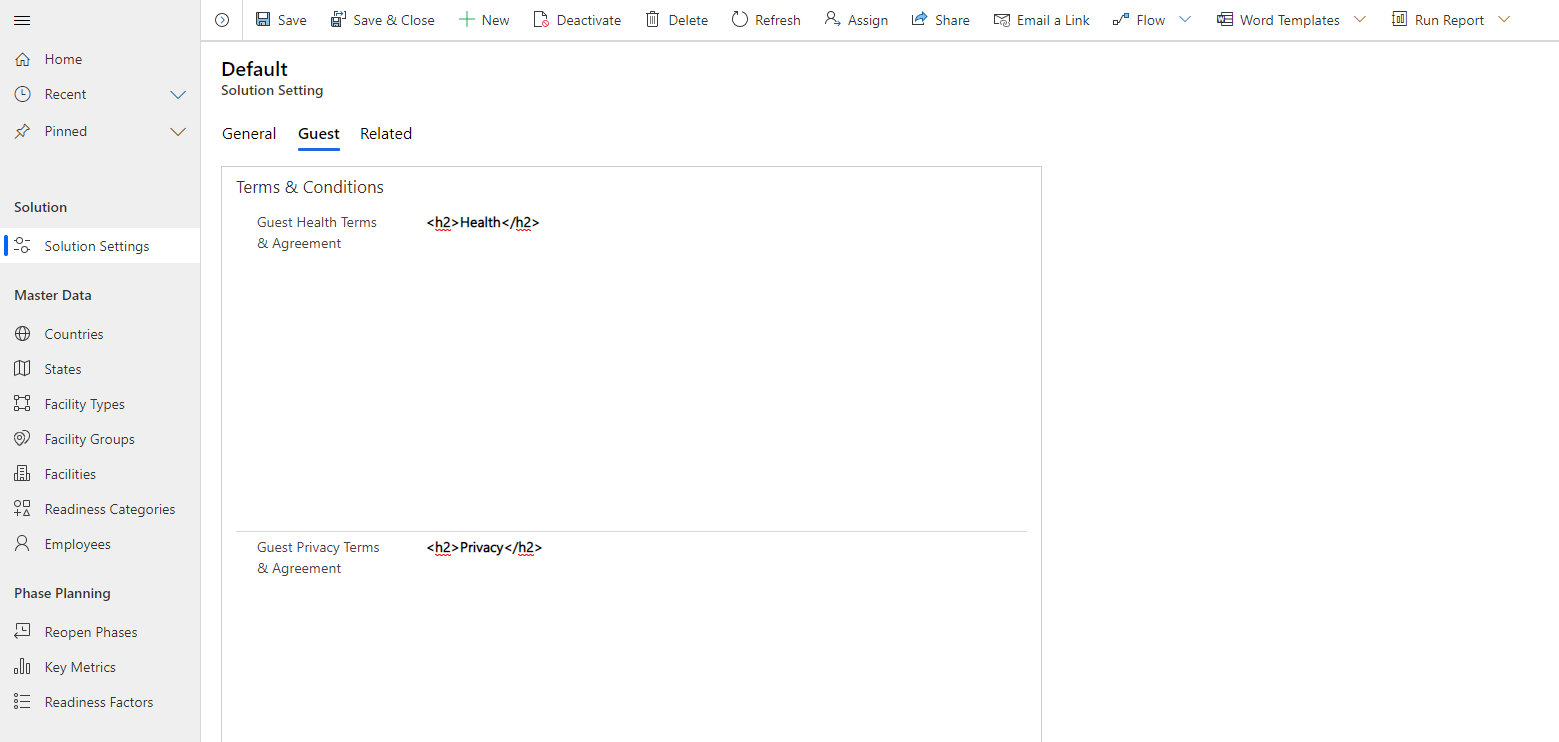 Save Save & Close New Deactivate Delete Refresh Assign Share Email a Link Flow Word Templates Run Report
Home
Recent
Pinned
Solution
Solution Settings
Master Data
Countries
States
Facility Types
Facility Groups
Facilities
Readiness Categories
Employees
Phase Planning
Reopen Phases
Key Metrics
Readiness Factors
Default
Solution Setting
General Guest Related
Terms & Conditions
Guest Health Terms <h2>Health</h2>
& Agreement
Guest Privacy Terms <h2>Privacy</h2>
& Agreement